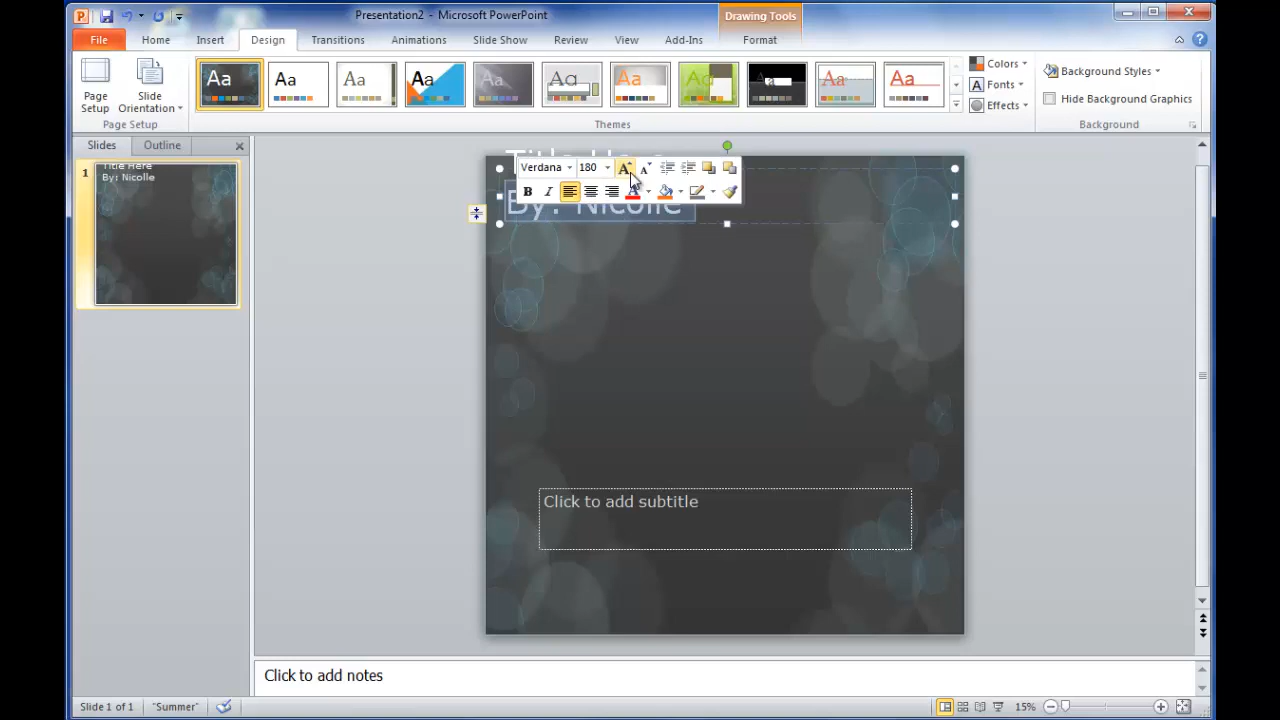 Presentation2 - Microsoft PowerPoint
Drawing Tools
File Home Insert Design Transitions Animations Slide Show Review View Add-Ins Format
Page Setup
Slide Orientation
Aa Aa Aa Aa Aa Aa Aa Aa Aa Aa Aa
Colors
Fonts
Effects
Background Styles
Hide Background Graphics
Page Setup Themes Background
Slides Outline
1
Title Here
By: Nicolle
Title Here
Verdana 180
By: Nicolle
Click to add subtitle
Click to add notes
Slide 1 of 1 "Summer" 15%